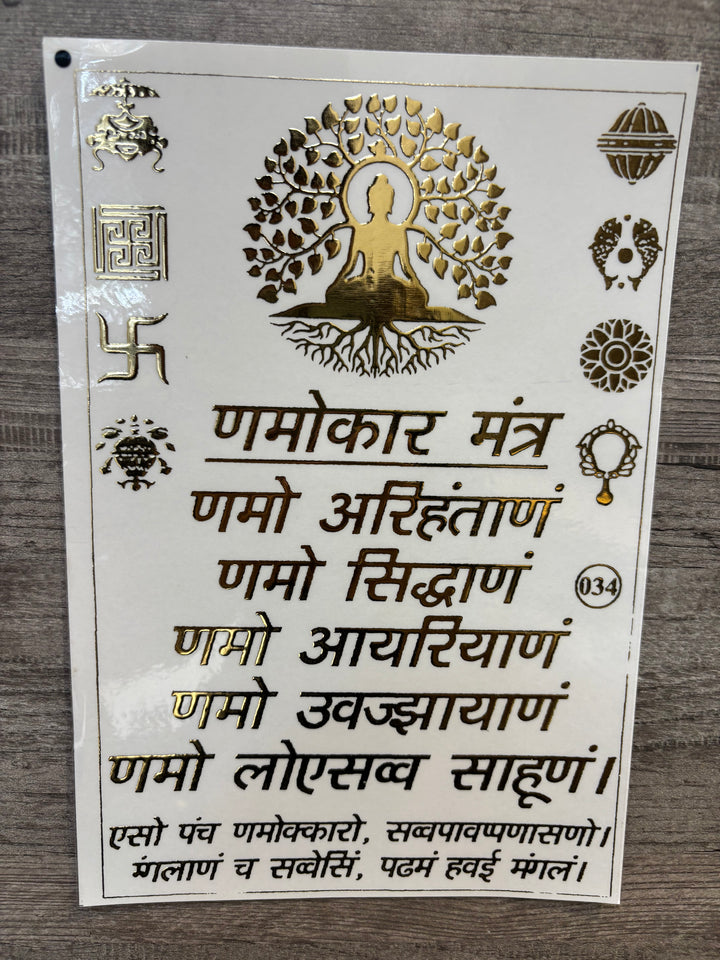 णमोकार मंत्र
णमो अरिहंताणं
णमो सिद्धाणं
034
णमो आयरियाणं
णमो उवज्झायाणं
णमो लोएसव्व साहूणं।
एसो पंच णमोक्कारो, सव्वपावप्पणासणो।
मंगलाणं च सव्वेसिं, पढमं हवई मंगलं।